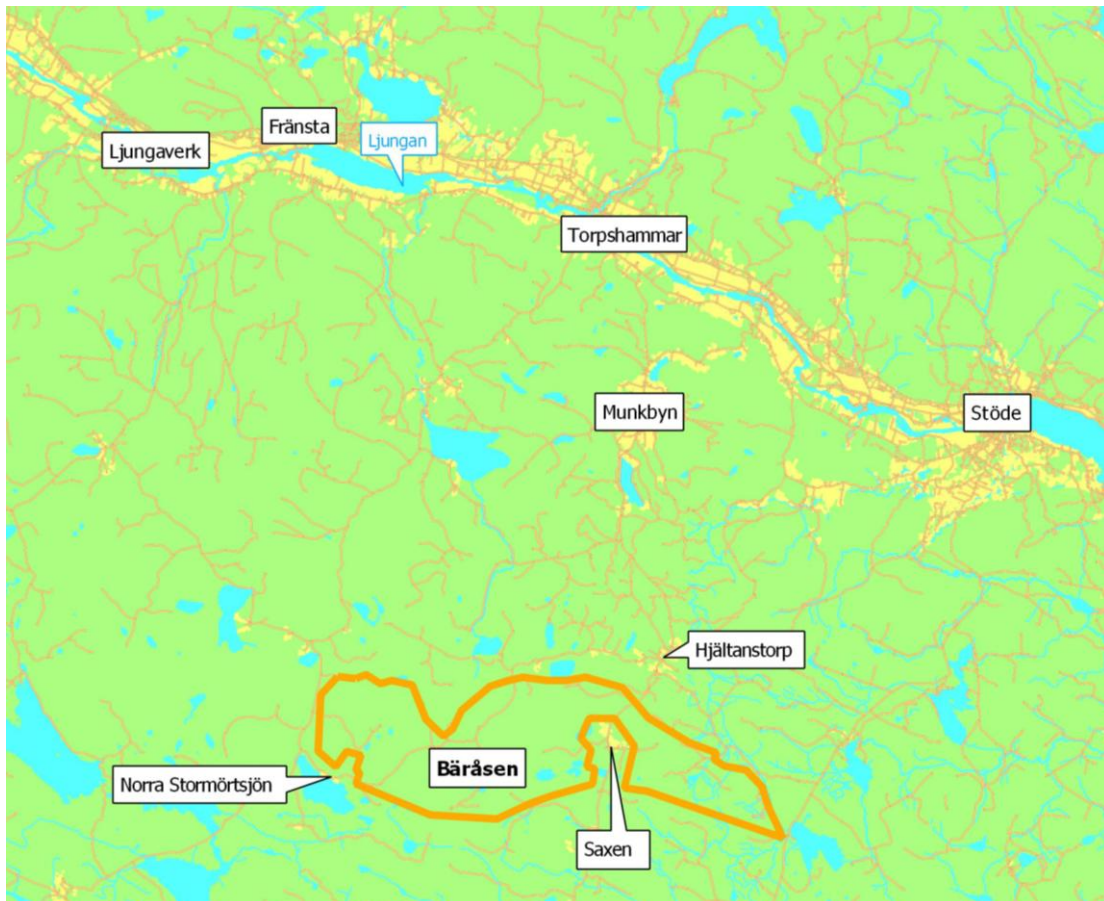 Fränsta
Ljungan
Ljungaverk
Torpshammar
Munkbyn
Stöde
Hjältanstorp
Bäråsen
Norra Stormörtsjön
Saxen